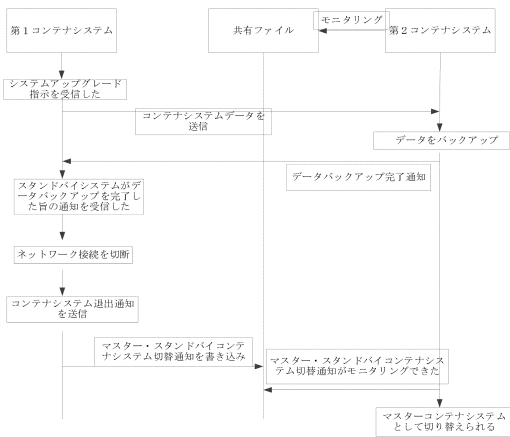 第１コンテナシステム
共有ファイル
モニタリング
第２コンテナシステム
システムアップグレード
指示を受信した
コンテナシステムデータを
送信
データをバックアップ
データバックアップ完了通知
スタンドバイシステムがデ
ータバックアップを完了し
た旨の通知を受信した
ネットワーク接続を切断
コンテナシステム退出通知
を送信
マスター・スタンドバイコンテ
ナシステム切替通知を書き込み
マスター・スタンドバイコンテナシス
テム切替通知がモニタリングできた
マスターコンテナシステム
として切り替えられる